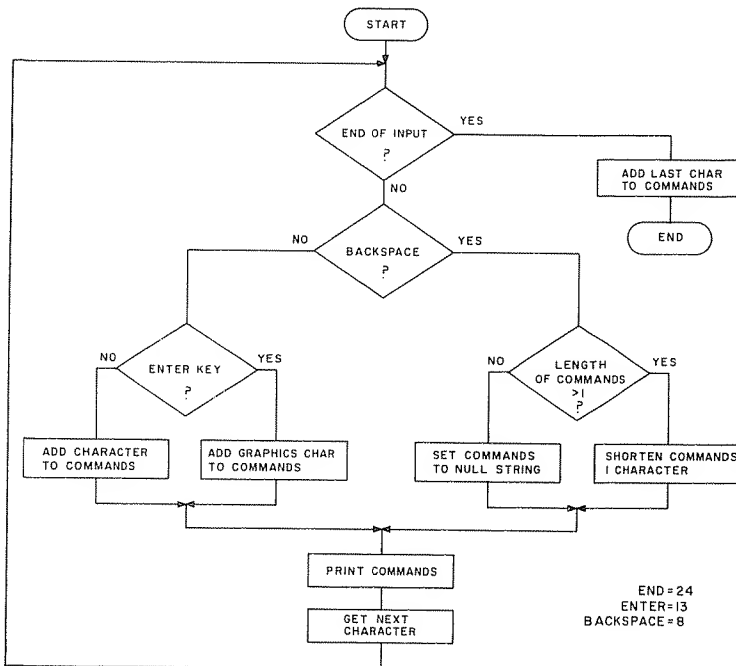 START
END OF INPUT
?
YES
NO
ADD LAST CHAR
TO COMMANDS
END
NO
BACKSPACE
?
YES
NO
ENTER KEY
?
YES
NO
LENGTH
OF COMMANDS
>1
?
YES
ADD CHARACTER
TO COMMANDS
ADD GRAPHICS CHAR
TO COMMANDS
SET COMMANDS
TO NULL STRING
SHORTEN COMMANDS
1 CHARACTER
PRINT COMMANDS
GET NEXT
CHARACTER
END=24
ENTER=13
BACKSPACE=8